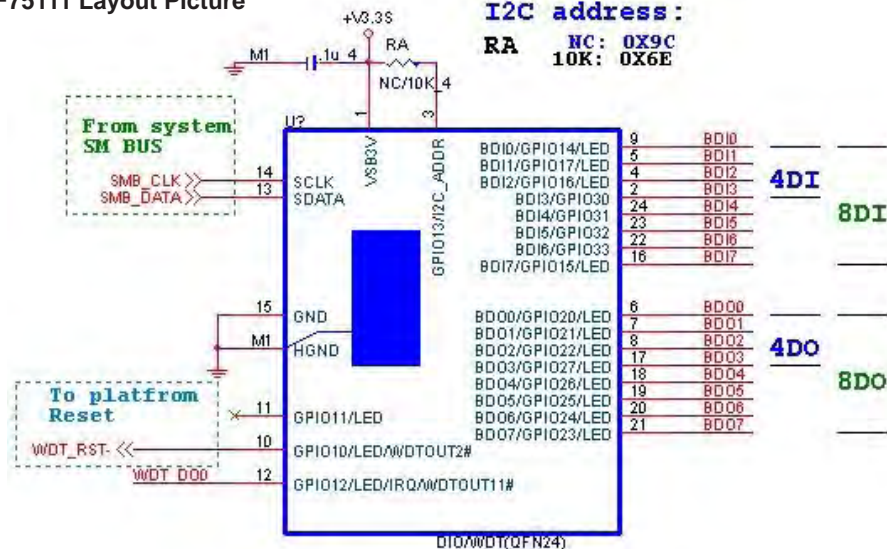 75111 Layout Picture
I2C address:
RA NC: 0X9C
10K: 0X6E
+V3.3S
M1 .1u_4 RA
NC/10K_4
U?
1 3
VSB3V
GPIO13/I2C_ADDR
From system
SM BUS
SMB_CLK 14 SCLK
SMB_DATA 13 SDATA
15 GND
M1 HGND
To platfrom
Reset
11 GPIO11/LED
WDT_RST- 10 GPIO10/LED/WDTOUT2#
WDT_DO0 12 GPIO12/LED/IRQ/WDTOUT11#
BDI0/GPIO14/LED 9 BDI0
BDI1/GPIO17/LED 5 BDI1
BDI2/GPIO16/LED 4 BDI2
BDI3/GPIO30 2 BDI3
BDI4/GPIO31 24 BDI4
BDI5/GPIO32 23 BDI5
BDI6/GPIO33 22 BDI6
BDI7/GPIO15/LED 16 BDI7
4DI
8DI
BDO0/GPIO20/LED 6 BDO0
BDO1/GPIO21/LED 7 BDO1
BDO2/GPIO22/LED 8 BDO2
BDO3/GPIO27/LED 17 BDO3
BDO4/GPIO26/LED 18 BDO4
BDO5/GPIO25/LED 19 BDO5
BDO6/GPIO24/LED 20 BDO6
BDO7/GPIO23/LED 21 BDO7
4DO
8DO
DIO/WDT(QFN24)